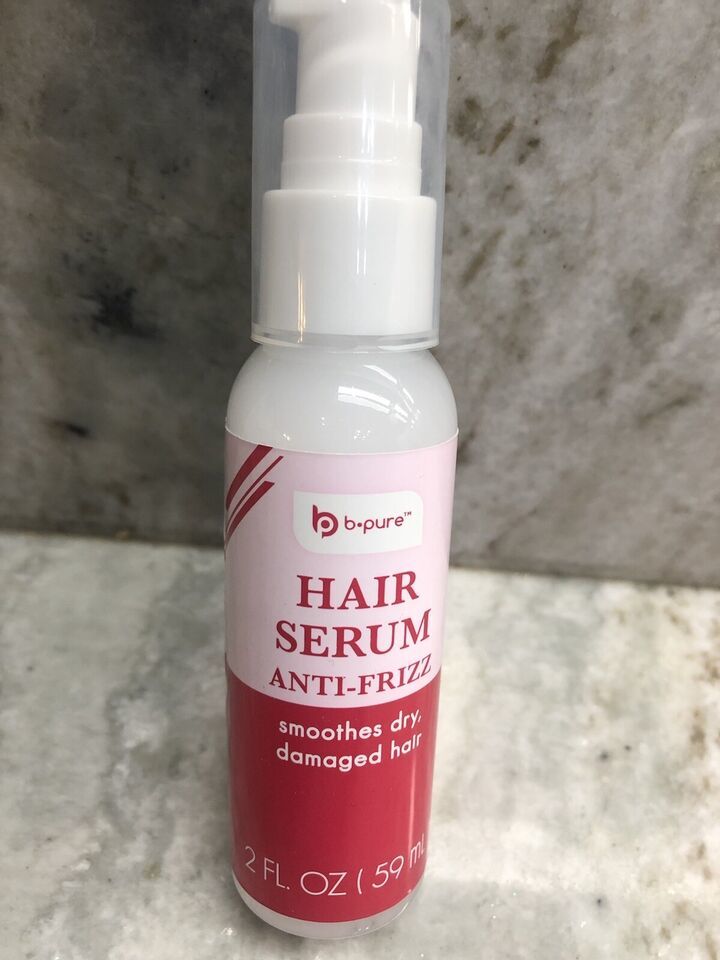 b•pure™
HAIR
SERUM
ANTI-FRIZZ
smoothes dry,
damaged hair
2 FL. OZ ( 59 mL